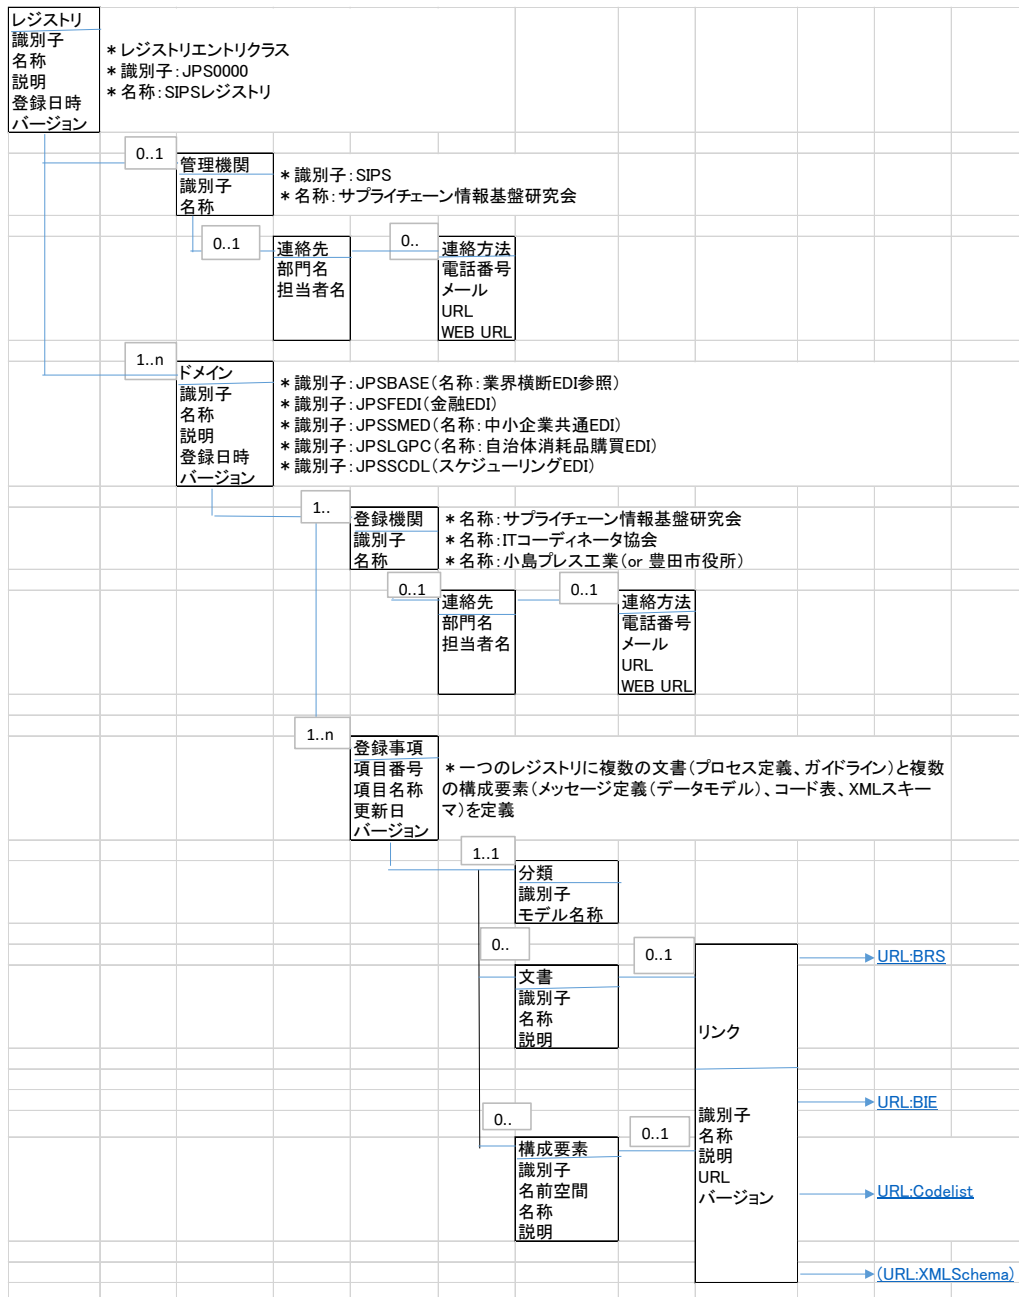 レジストリ
識別子
名称
説明
登録日時
バージョン
＊レジストリエントリクラス
＊識別子：JPS0000
＊名称：SIPSレジストリ
0..1
管理機関
識別子
名称
＊識別子：SIPS
＊名称：サプライチェーン情報基盤研究会
0..1
連絡先
部門名
担当者名
0..
連絡方法
電話番号
メール
URL
WEB URL
1..n
ドメイン
識別子
名称
説明
登録日時
バージョン
＊識別子：JPSBASE（名称：業界横断EDI参照）
＊識別子：JPSFEDI（金融EDI）
＊識別子：JPSSMED（名称：中小企業共通EDI）
＊識別子：JPSLGPC（名称：自治体消耗品購買EDI）
＊識別子：JPSSCDL（スケジューリングEDI）
1..
登録機関
識別子
名称
＊名称：サプライチェーン情報基盤研究会
＊名称：ITコーディネータ協会
＊名称：小島プレス工業（or 豊田市役所）
0..1
連絡先
部門名
担当者名
0..1
連絡方法
電話番号
メール
URL
WEB URL
1..n
登録事項
項目番号
項目名称
更新日
バージョン
＊一つのレジストリに複数の文書（プロセス定義、ガイドライン）と複数
の構成要素（メッセージ定義（データモデル）、コード表、XMLスキー
マ）を定義
1..1
分類
識別子
モデル名称
0..
文書
識別子
名称
説明
0..1
リンク
識別子
名称
説明
URL
バージョン
0..
構成要素
識別子
名前空間
名称
説明
0..1
URL:BRS
URL:BIE
URL:Codelist
(URL:XMLSchema)